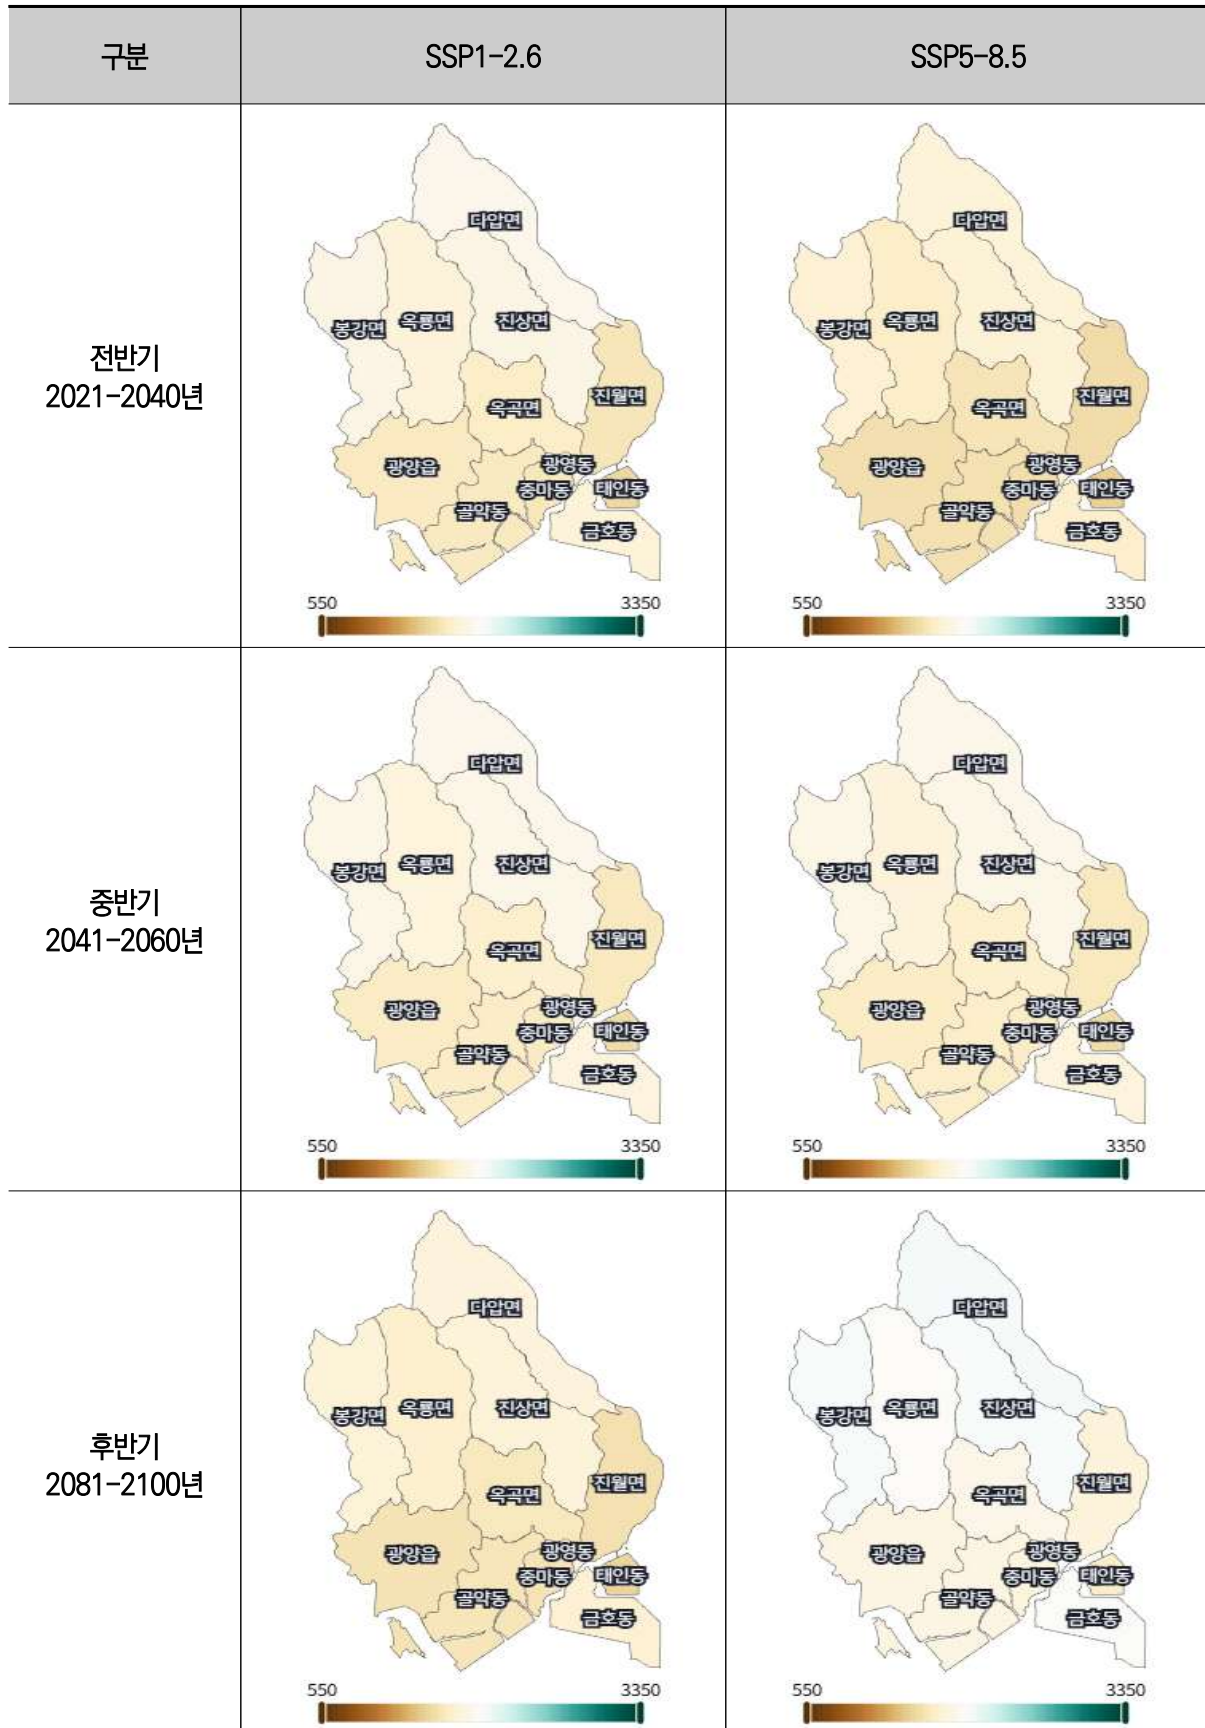 구분
SSP1-2.6
SSP5-8.5
전반기
2021-2040년
다압면
봉강면
옥룡면
진상면
옥곡면
진월면
광양읍
광영동
중마동
태인동
골약동
금호동
550
3350
다압면
봉강면
옥룡면
진상면
옥곡면
진월면
광양읍
광영동
중마동
태인동
골약동
금호동
550
3350
중반기
2041-2060년
다압면
봉강면
옥룡면
진상면
옥곡면
진월면
광양읍
광영동
중마동
태인동
골약동
금호동
550
3350
다압면
봉강면
옥룡면
진상면
옥곡면
진월면
광양읍
광영동
중마동
태인동
골약동
금호동
550
3350
후반기
2081-2100년
다압면
봉강면
옥룡면
진상면
옥곡면
진월면
광양읍
광영동
중마동
태인동
골약동
금호동
550
3350
다압면
봉강면
옥룡면
진상면
옥곡면
진월면
광양읍
광영동
중마동
태인동
골약동
금호동
550
3350